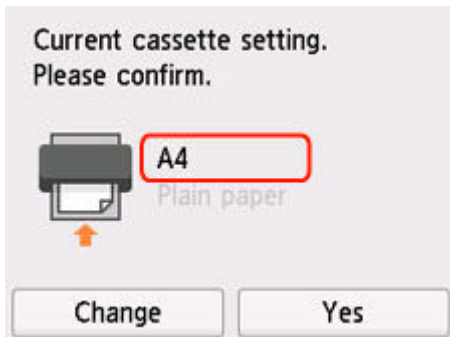 Current cassette setting.
Please confirm.
A4
Plain paper
Change
Yes